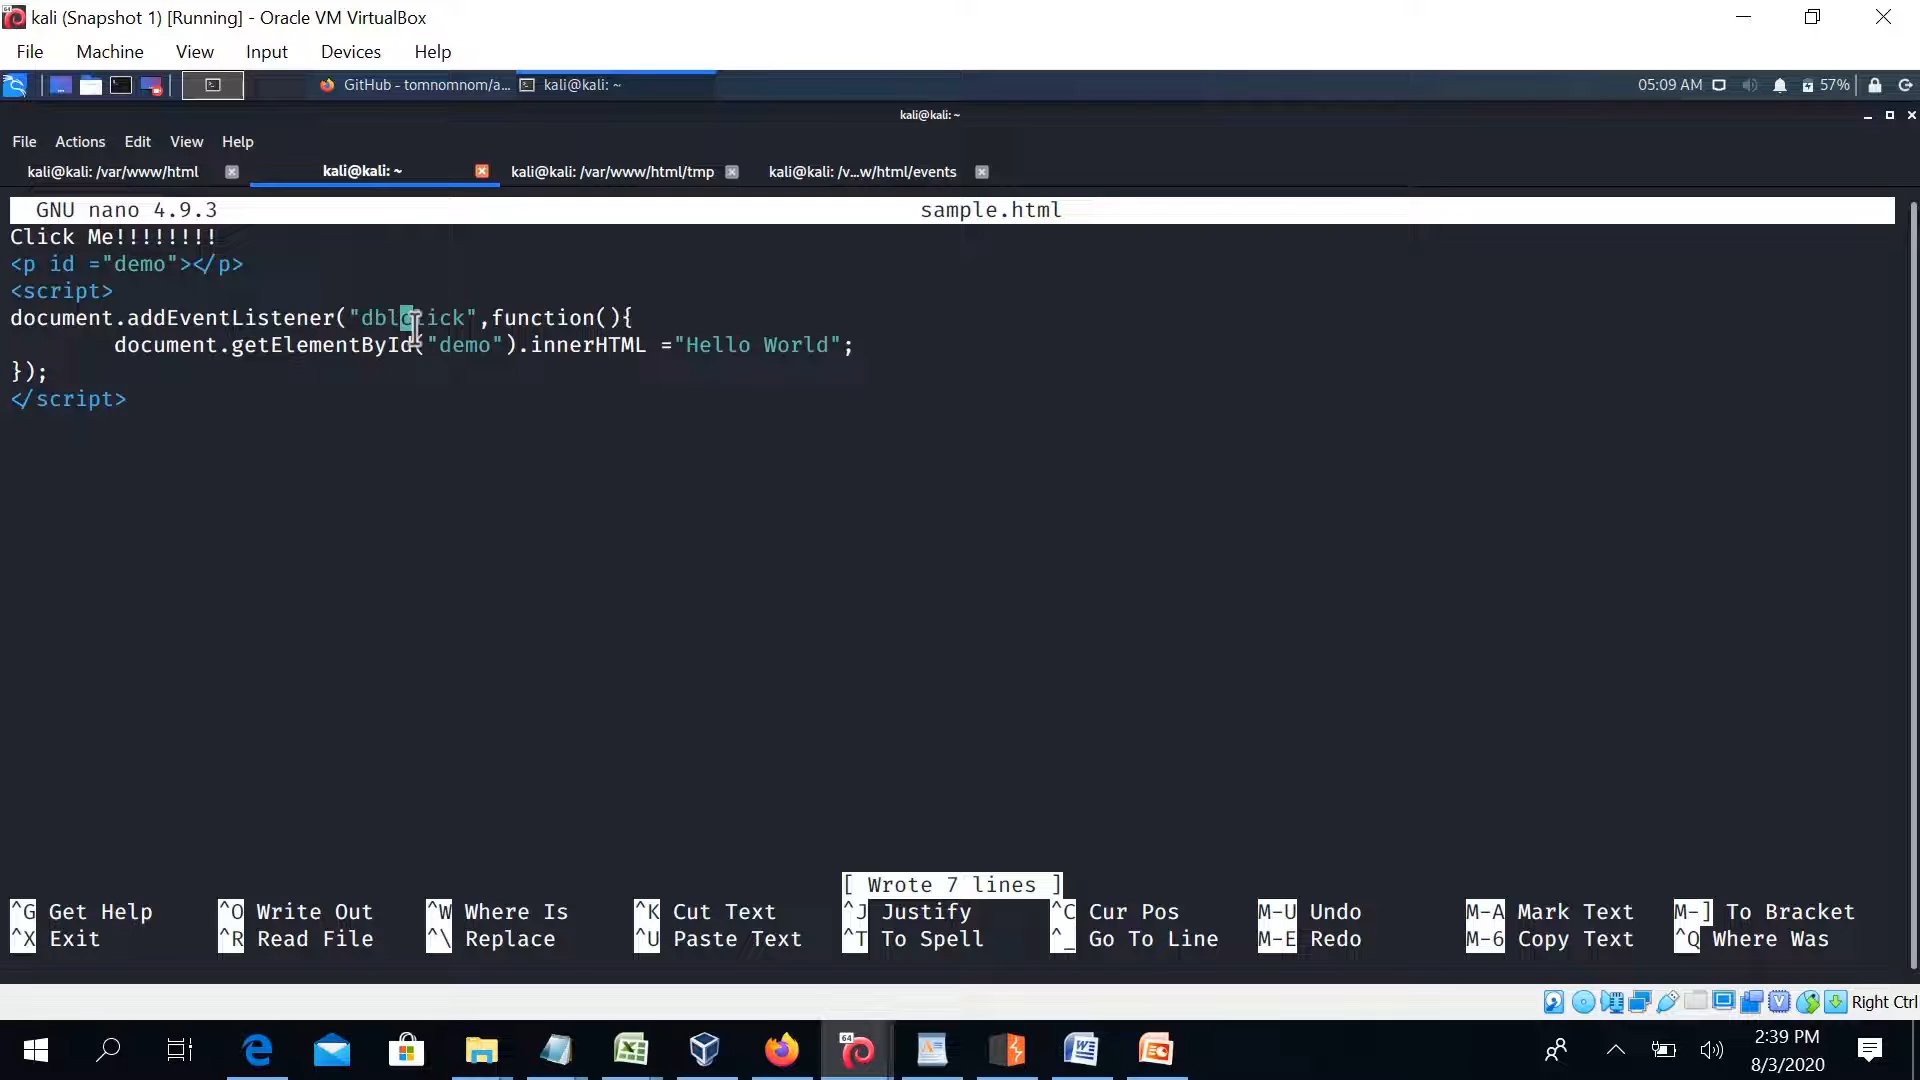 kali (Snapshot 1) [Running] - Oracle VM VirtualBox
File Machine View Input Devices Help
GitHub - tomnomnom/a... kali@kali: ~ 05:09 AM 57%
kali@kali: ~
File Actions Edit View Help
kali@kali: /var/www/html kali@kali: ~ kali@kali: /var/www/html/tmp kali@kali: /v...w/html/events
GNU nano 4.9.3 sample.html
Click Me!!!!!!!!
<p id ="demo"></p>
<script>
document.addEventListener("dblclick",function(){
document.getElementById("demo").innerHTML ="Hello World";
});
</script>
[ Wrote 7 lines ]
^G Get Help ^O Write Out ^W Where Is ^K Cut Text ^J Justify ^C Cur Pos M-U Undo M-A Mark Text M-] To Bracket
^X Exit ^R Read File ^\ Replace ^U Paste Text ^T To Spell ^_ Go To Line M-E Redo M-6 Copy Text ^Q Where Was
Right Ctrl
2:39 PM
8/3/2020